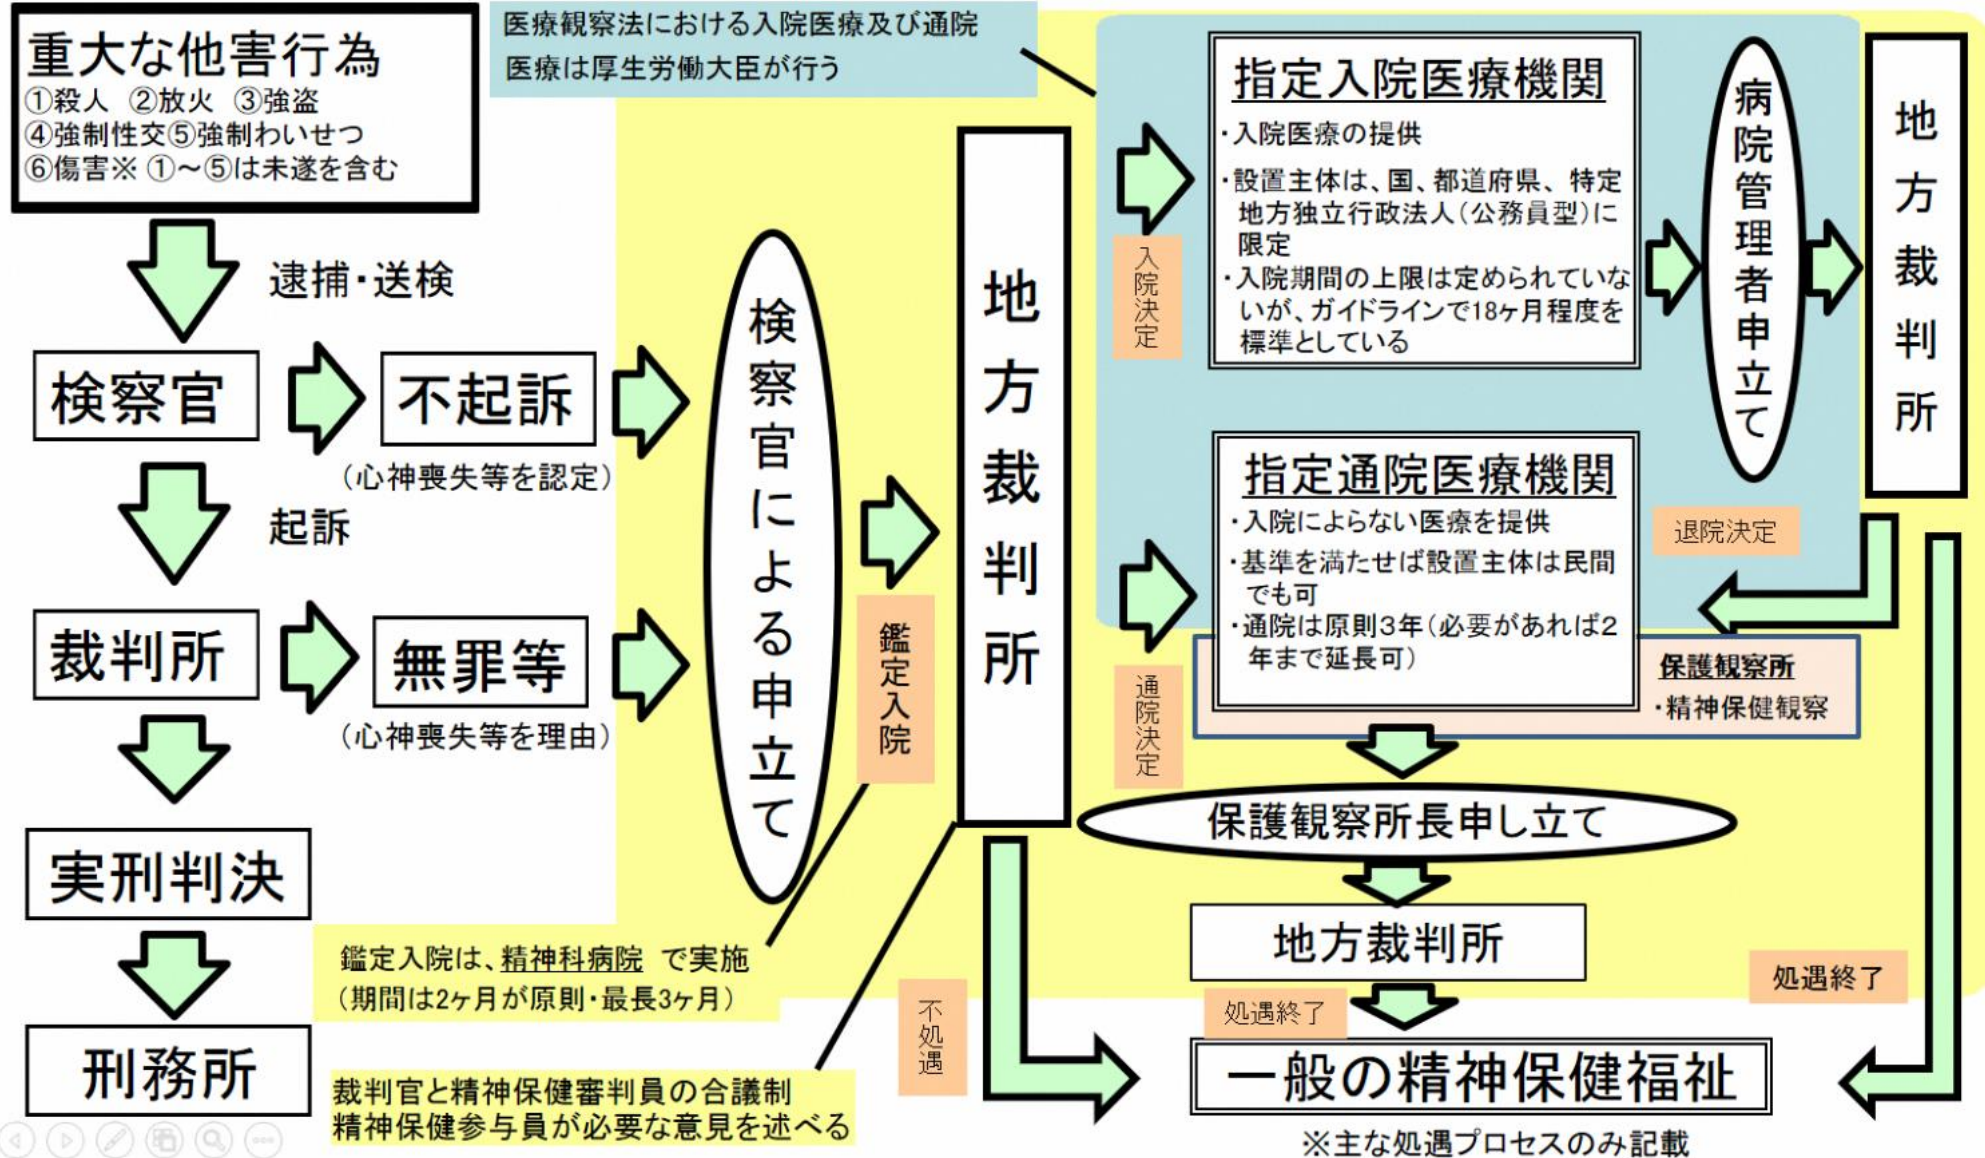 重大な他害行為
①殺人 ②放火 ③強盗
④強制性交⑤強制わいせつ
⑥傷害※ ①～⑤は未遂を含む
逮捕・送検
検察官
不起訴
(心神喪失等を認定)
起訴
裁判所
無罪等
(心神喪失等を理由)
実刑判決
刑務所
検察官による申立て
鑑定入院
鑑定入院は、精神科病院 で実施
(期間は2ヶ月が原則・最長3ヶ月)
地方裁判所
裁判官と精神保健審判員の合議制
精神保健参与員が必要な意見を述べる
不処遇
医療観察法における入院医療及び通院
医療は厚生労働大臣が行う
入院決定
指定入院医療機関
・入院医療の提供
・設置主体は、国、都道府県、特定
地方独立行政法人(公務員型)に
限定
・入院期間の上限は定められていな
いが、ガイドラインで18ヶ月程度を
標準としている
病院管理者申立て
地方裁判所
退院決定
通院決定
指定通院医療機関
・入院によらない医療を提供
・基準を満たせば設置主体は民間
でも可
・通院は原則3年(必要があれば2
年まで延長可)
保護観察所
・精神保健観察
保護観察所長申し立て
地方裁判所
処遇終了
処遇終了
一般の精神保健福祉
※主な処遇プロセスのみ記載